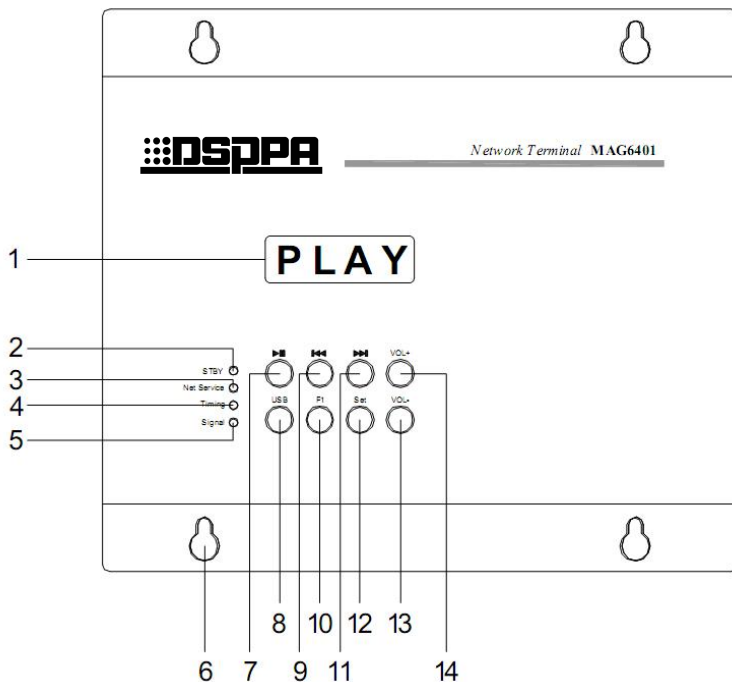 DSPPA
Network Terminal MAG6401
1
PLAY
2
STBY
VOL+
3
Net Service
4
Timing
USB
F1
Set
VOL-
5
Signal
8
10
12
13
6
7
9
11
14